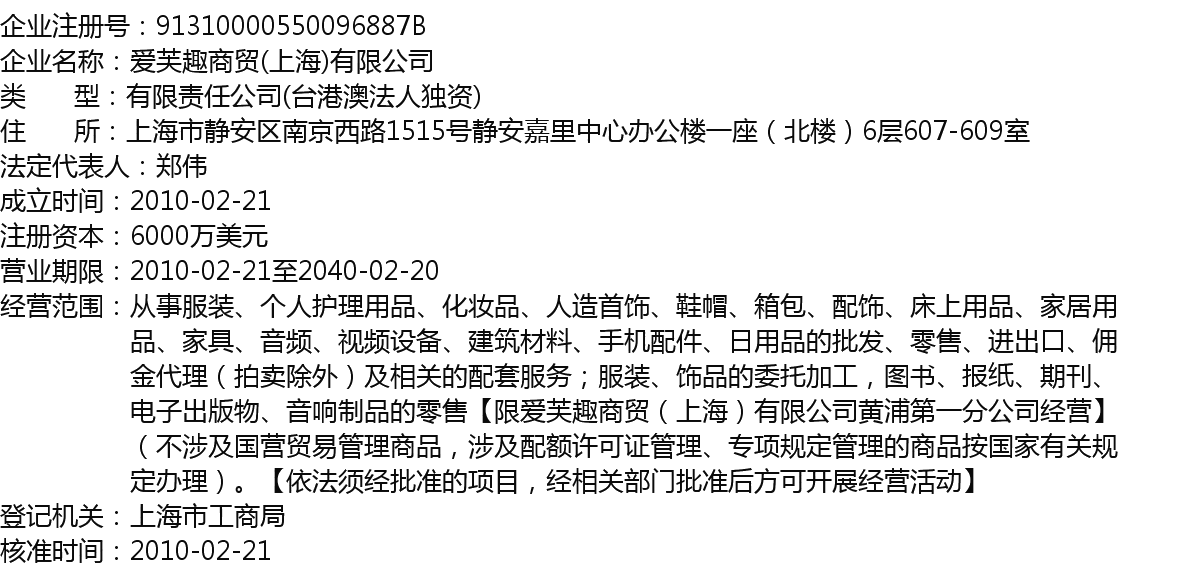 企业注册号：91310000550096887B
企业名称：爱芙趣商贸(上海)有限公司
类　　型：有限责任公司(台港澳法人独资)
住　　所：上海市静安区南京西路1515号静安嘉里中心办公楼一座（北楼）6层607-609室
法定代表人：郑伟
成立时间：2010-02-21
注册资本：6000万美元
营业期限：2010-02-21至2040-02-20
经营范围：从事服装、个人护理用品、化妆品、人造首饰、鞋帽、箱包、配饰、床上用品、家居用
品、家具、音频、视频设备、建筑材料、手机配件、日用品的批发、零售、进出口、佣
金代理（拍卖除外）及相关的配套服务；服装、饰品的委托加工，图书、报纸、期刊、
电子出版物、音响制品的零售【限爱芙趣商贸（上海）有限公司黄浦第一分公司经营】
（不涉及国营贸易管理商品，涉及配额许可证管理、专项规定管理的商品按国家有关规
定办理）。【依法须经批准的项目，经相关部门批准后方可开展经营活动】
登记机关：上海市工商局
核准时间：2010-02-21